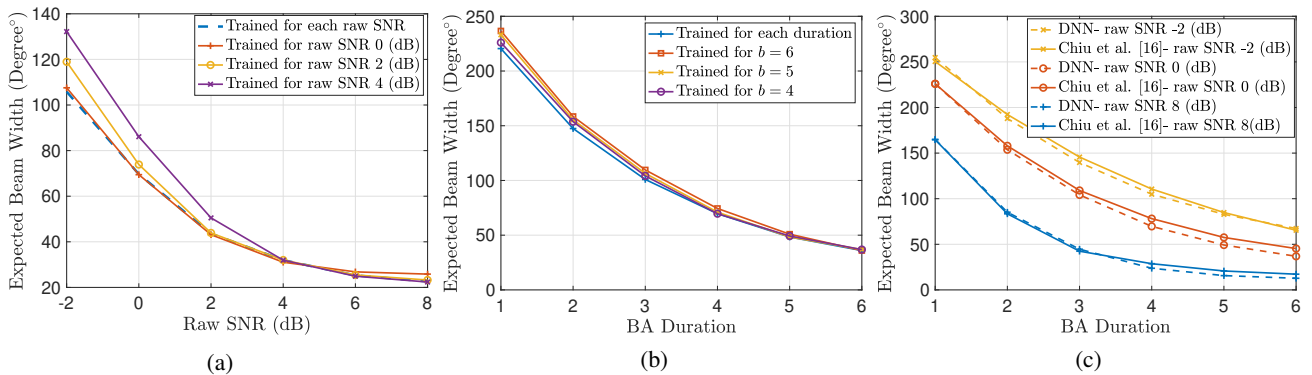 140
120
100
80
60
40
20
-2
0
2
4
6
8
Expected Beam Width (Degree°)
Raw SNR (dB)
Trained for each raw SNR
Trained for raw SNR 0 (dB)
Trained for raw SNR 2 (dB)
Trained for raw SNR 4 (dB)
(a)
250
200
150
100
50
0
1
2
3
4
5
6
Expected Beam Width (Degree°)
BA Duration
Trained for each duration
Trained for b = 6
Trained for b = 5
Trained for b = 4
(b)
300
250
200
150
100
50
0
1
2
3
4
5
6
Expected Beam Width (Degree°)
BA Duration
DNN- raw SNR -2 (dB)
Chiu et al. [16]- raw SNR -2 (dB)
DNN- raw SNR 0 (dB)
Chiu et al. [16]- raw SNR 0 (dB)
DNN- raw SNR 8 (dB)
Chiu et al. [16]- raw SNR 8(dB)
(c)